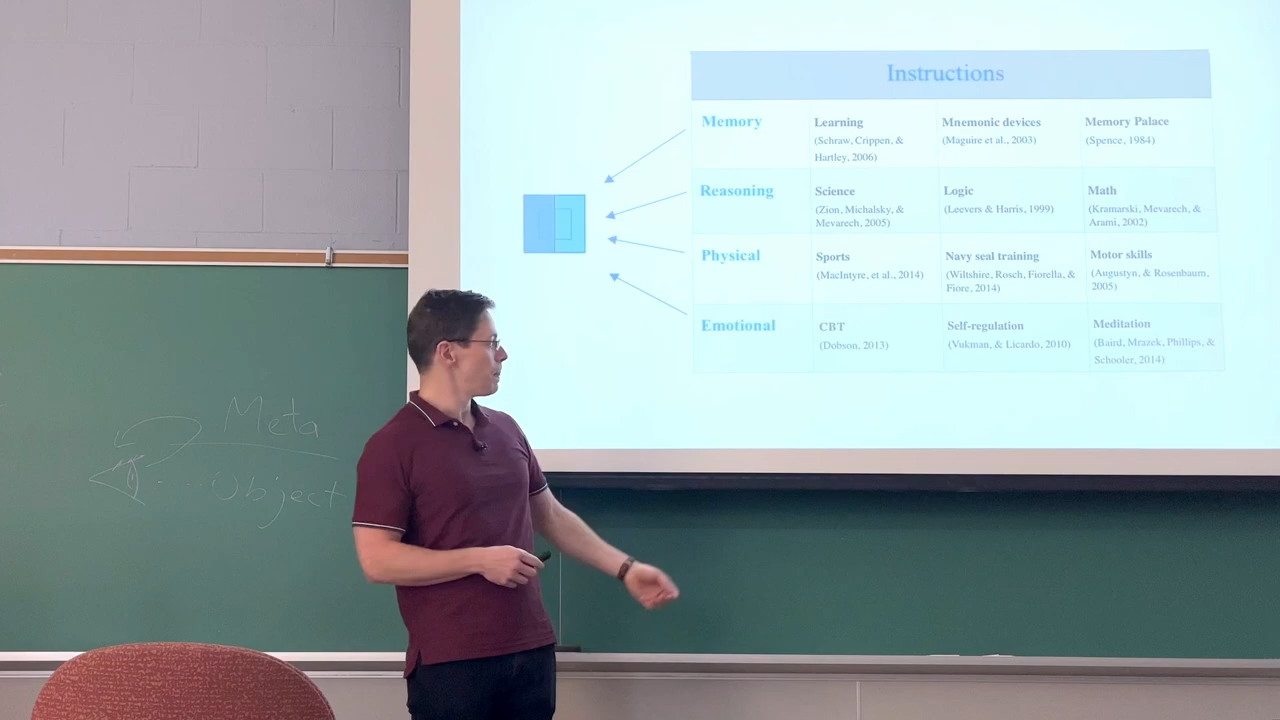 Instructions
Memory
Learning
(Schraw, Crippen, &
Hartley, 2006)
Mnemonic devices
(Maguire et al., 2003)
Memory Palace
(Spence, 1984)
Reasoning
Science
(Zion, Michalsky, &
Mevarech, 2005)
Logic
(Leevers & Harris, 1999)
Math
(Kramarski, Mevarech, &
Arami, 2002)
Physical
Sports
(MacIntyre, et al., 2014)
Navy seal training
(Wiltshire, Rosch, Fiorella, &
Fiore, 2014)
Motor skills
(Augustyn, & Rosenbaum,
2005)
Emotional
CBT
(Dobson, 2013)
Self-regulation
(Vukman, & Licardo, 2010)
Meditation
(Baird, Mrazek, Phillips, &
Schooler, 2014)
Meta
Object